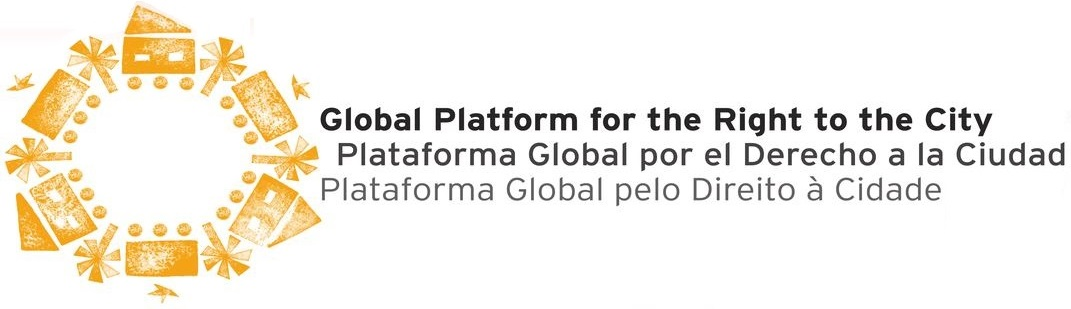 Global Platform for the Right to the City
Plataforma Global por el Derecho a la Ciudad
Plataforma Global pelo Direito à Cidade